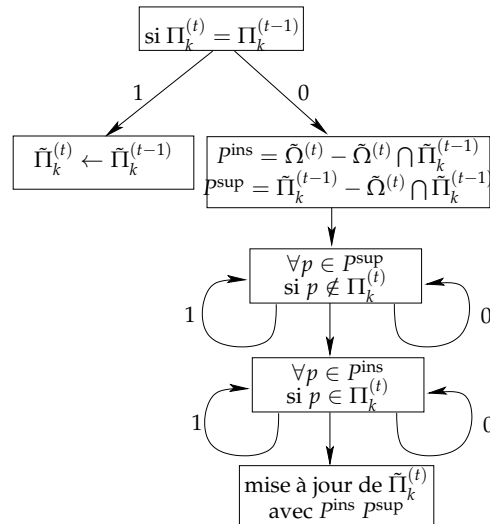 si Π_k^{(t)} = Π_k^{(t−1)}
1
0
Π̃_k^{(t)} ← Π̃_k^{(t−1)}
P^{ins} = Ω̃^{(t)} − Ω̃^{(t)} ⋂ Π̃_k^{(t−1)}
P^{sup} = Π̃_k^{(t−1)} − Ω̃^{(t)} ⋂ Π̃_k^{(t−1)}
∀p ∈ P^{sup}
si p ∉ Π_k^{(t)}
1
0
∀p ∈ P^{ins}
si p ∈ Π_k^{(t)}
1
0
mise à jour de Π̃_k^{(t)}
avec P^{ins} P^{sup}